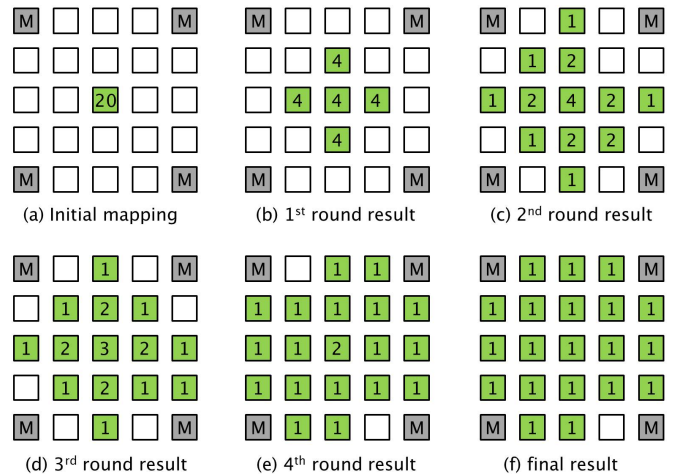 M M
20
M M
(a) Initial mapping
M M
4
4 4 4
4
M M
(b) 1st round result
M 1 M
1 2
1 2 4 2 1
1 2 2
M 1 M
(c) 2nd round result
M 1 M
1 2 1
1 2 3 2 1
1 2 1 1
M 1 M
(d) 3rd round result
M 1 1 M
1 1 1 1 1
1 1 2 1 1
1 1 1 1 1
M 1 1 M
(e) 4th round result
M 1 1 1 M
1 1 1 1 1
1 1 1 1 1
1 1 1 1 1
M 1 1 M
(f) final result